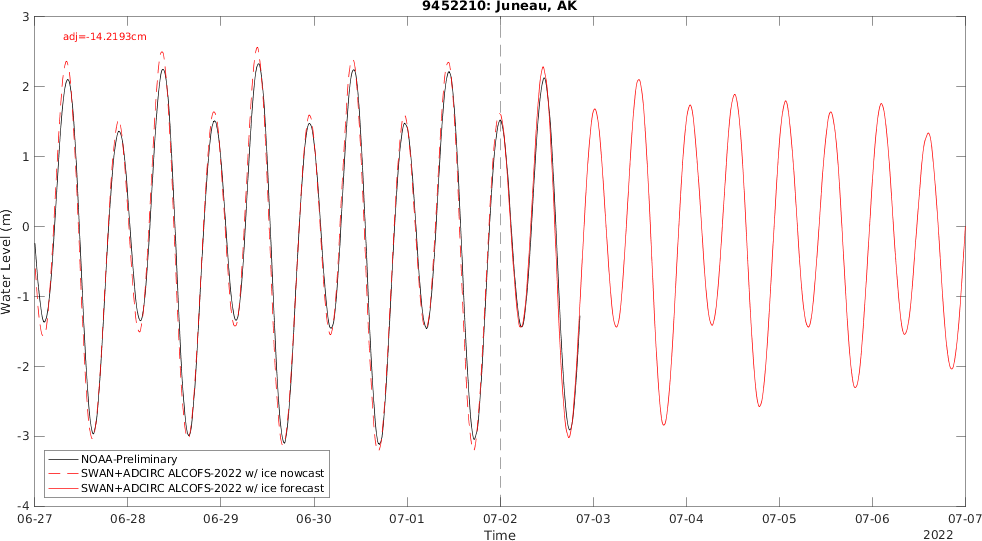 9452210: Juneau, AK
adj=-14.2193cm
Water Level (m)
3
2
1
0
-1
-2
-3
-4
NOAA-Preliminary
SWAN+ADCIRC ALCOFS-2022 w/ ice nowcast
SWAN+ADCIRC ALCOFS-2022 w/ ice forecast
06-27 06-28 06-29 06-30 07-01 07-02 07-03 07-04 07-05 07-06 07-07
Time
2022